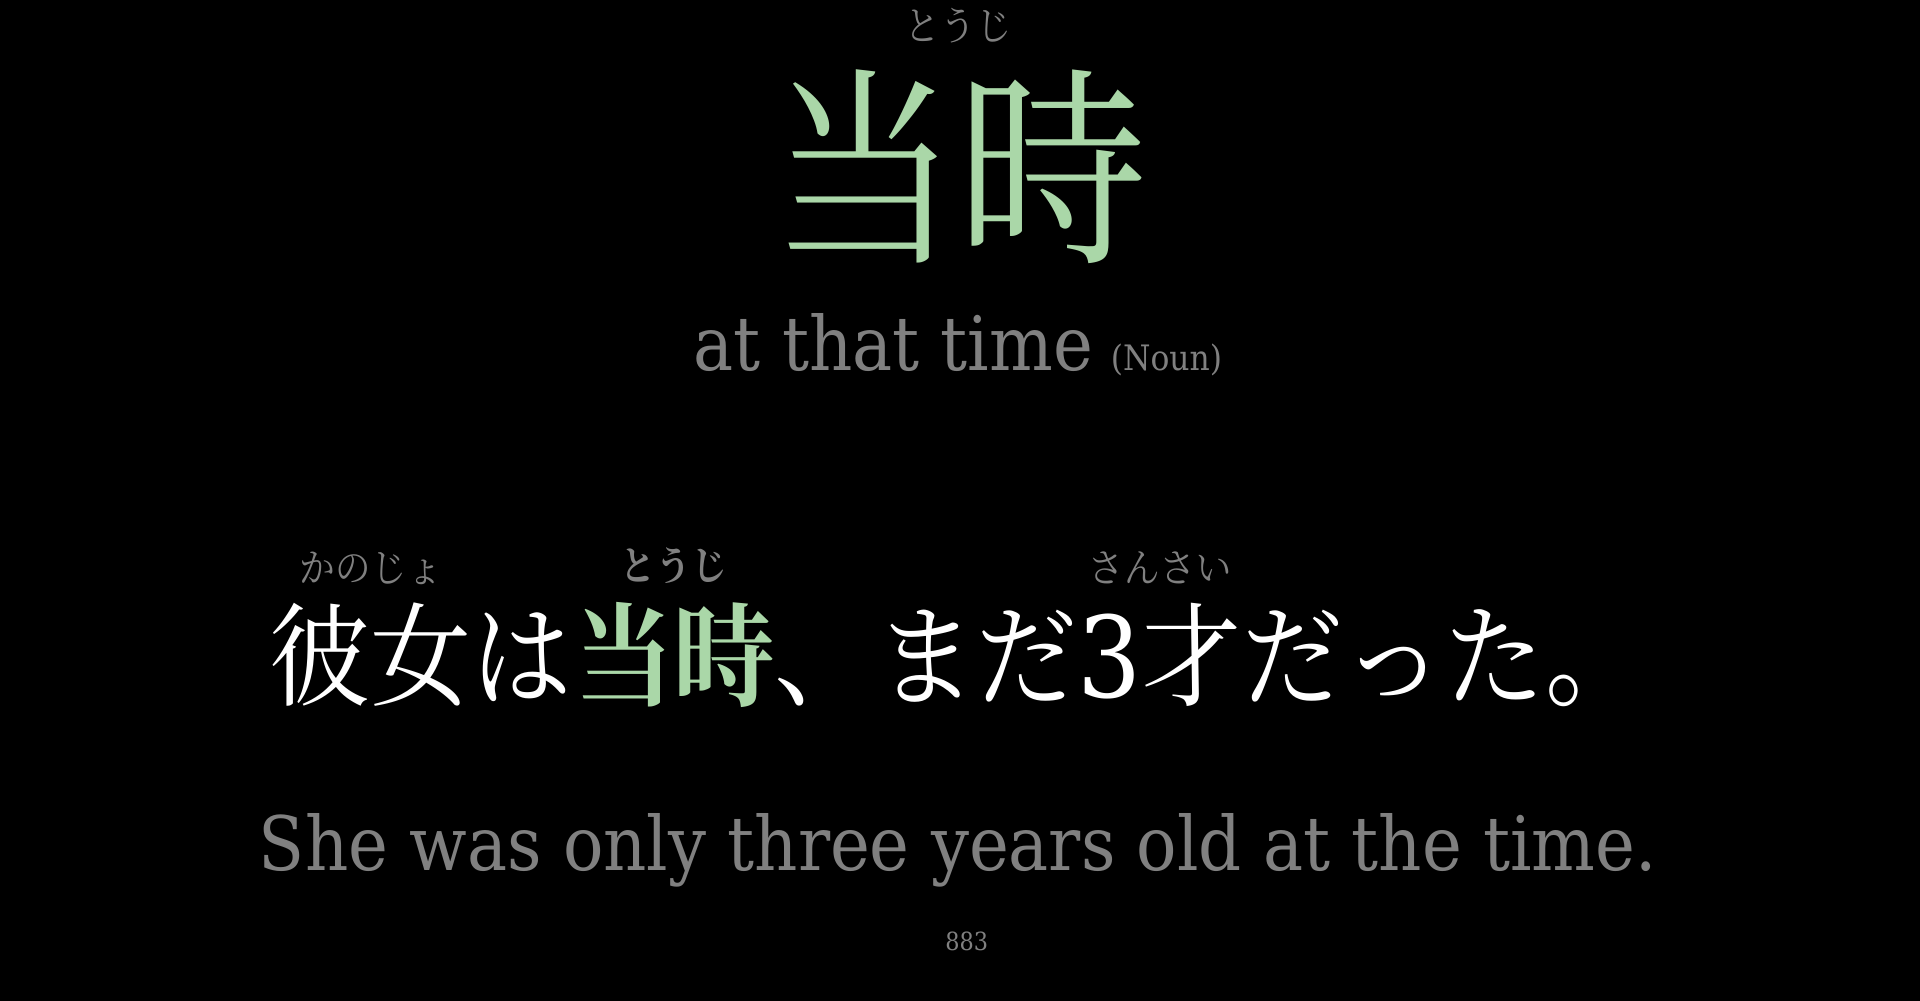 とうじ
当時
at that time (Noun)
かのじょ とうじ さんさい
彼女は当時、まだ3才だった。
She was only three years old at the time.
883